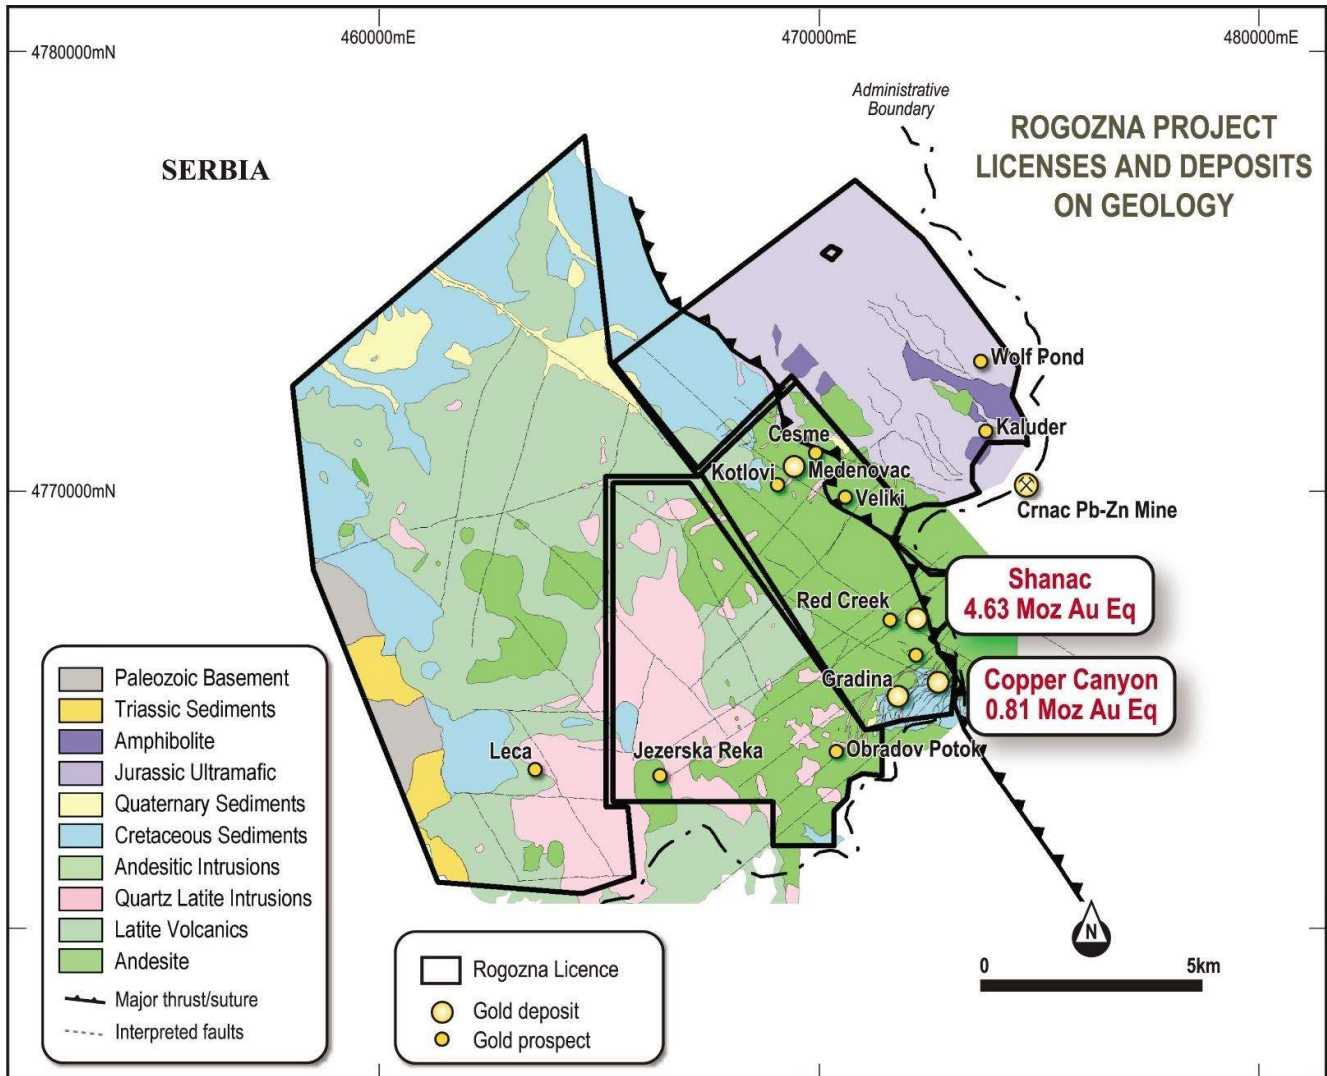 460000mE
470000mE
480000mE
4780000mN
Administrative
Boundary
ROGOZNA PROJECT
LICENSES AND DEPOSITS
ON GEOLOGY
SERBIA
Wolf Pond
Kaluder
Cesme
Kotlovi
Medenovac
Veliki
4770000mN
Crnac Pb-Zn Mine
Shanac
4.63 Moz Au Eq
Red Creek
Gradina
Copper Canyon
0.81 Moz Au Eq
Leca
Jezerska Reka
Obradov Potok
Paleozoic Basement
Triassic Sediments
Amphibolite
Jurassic Ultramafic
Quaternary Sediments
Cretaceous Sediments
Andesitic Intrusions
Quartz Latite Intrusions
Latite Volcanics
Andesite
Major thrust/suture
Interpreted faults
Rogozna Licence
Gold deposit
Gold prospect
N
0 5km